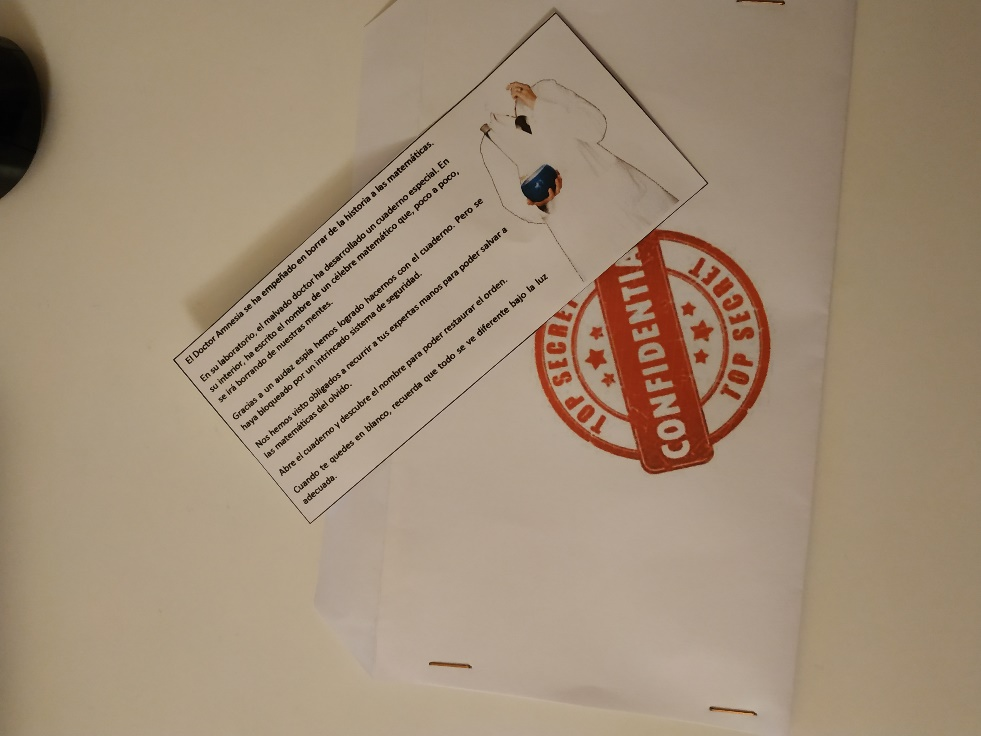 El Doctor Amnesia se ha empeñado en borrar de la historia a las matemáticas.
En su laboratorio, el malvado doctor ha desarrollado un cuaderno especial. En
su interior, ha escrito el nombre de un célebre matemático que, poco a poco,
se irá borrando de nuestras mentes.
Gracias a un audaz espía hemos logrado hacernos con el cuaderno. Pero se
haya bloqueado por un intrincado sistema de seguridad.
Nos hemos visto obligados a recurrir a tus expertas manos para poder salvar a
las matemáticas del olvido.
Abre el cuaderno y descubre el nombre para poder restaurar el orden.
Cuando te quedes en blanco, recuerda que todo se ve diferente bajo la luz
adecuada.
TOP SECRET
CONFIDENTIA
TOP SECRET